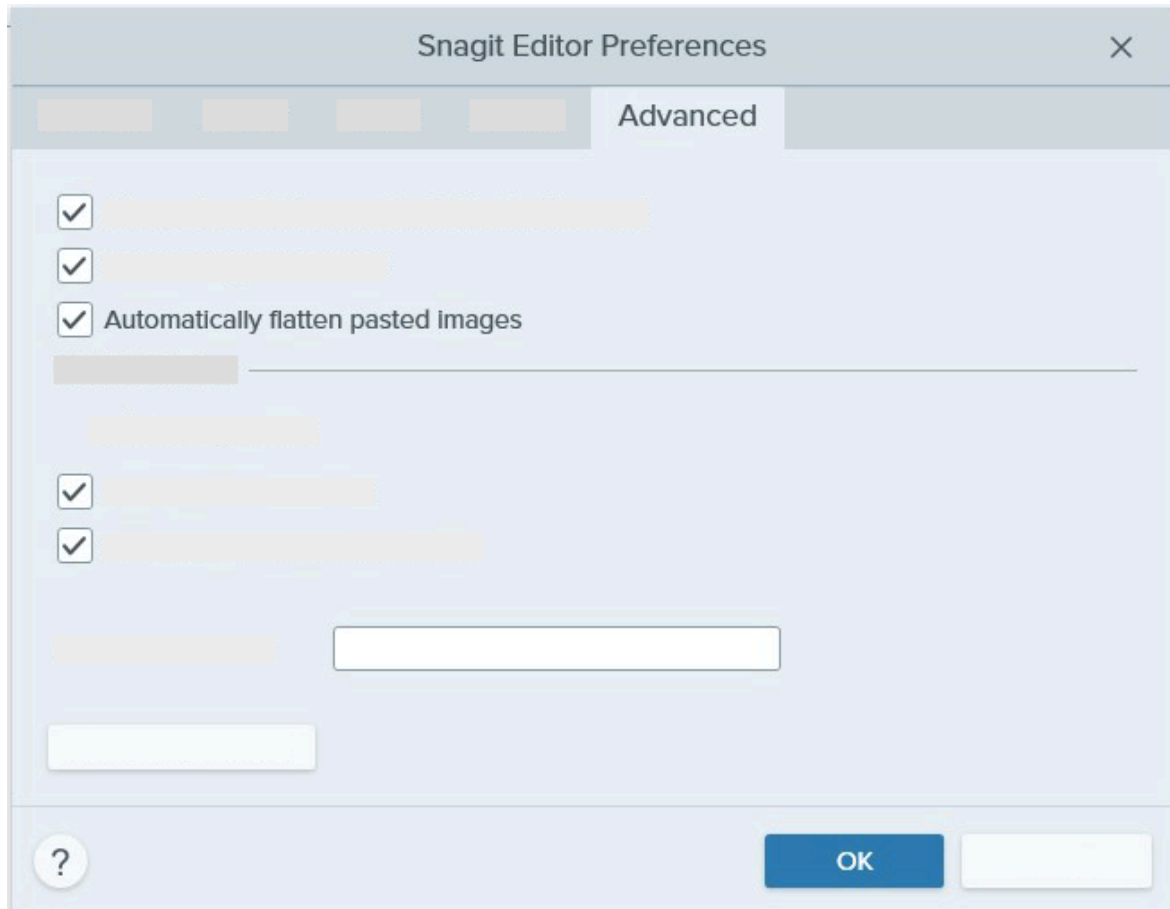 Snagit Editor Preferences
Advanced
Automatically flatten pasted images
?
OK